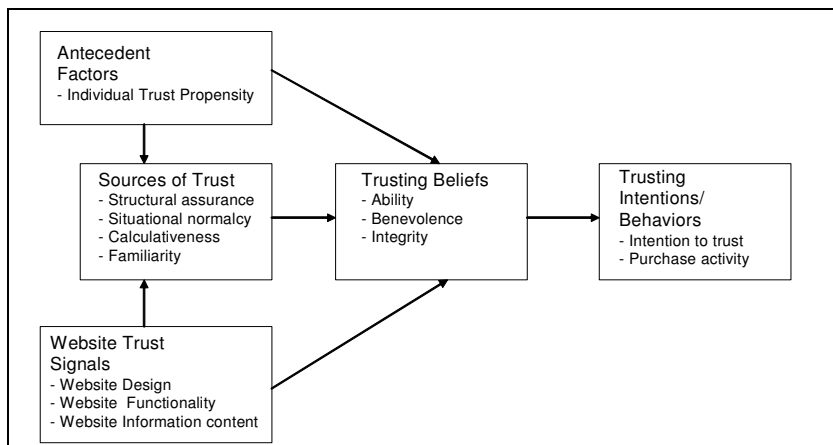 Antecedent
Factors
- Individual Trust Propensity
Sources of Trust
- Structural assurance
- Situational normalcy
- Calculativeness
- Familiarity
Trusting Beliefs
- Ability
- Benevolence
- Integrity
Trusting
Intentions/
Behaviors
- Intention to trust
- Purchase activity
Website Trust
Signals
- Website Design
- Website Functionality
- Website Information content